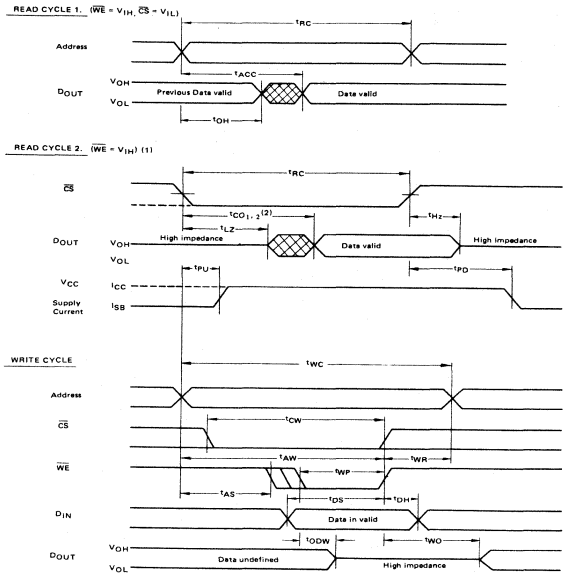 READ CYCLE 1. (WE = VIH, CS = VIL)
tRC
Address
tACC
DOUT VOH Previous Data valid Data valid
VOL
tOH
READ CYCLE 2. (WE = VIH) (1)
tRC
CS
tCO1, 2 (2) tHz
tLZ
DOUT VOH High impedance Data valid High impedance
VOL
tPU tPD
VCC ICC
Supply
Current ISB
WRITE CYCLE
tWC
Address
CS tCW
tAW tWR
WE tWP
tAS tDS tDH
DIN Data in valid
tODW tWO
DOUT VOH Data undefined High impedance
VOL